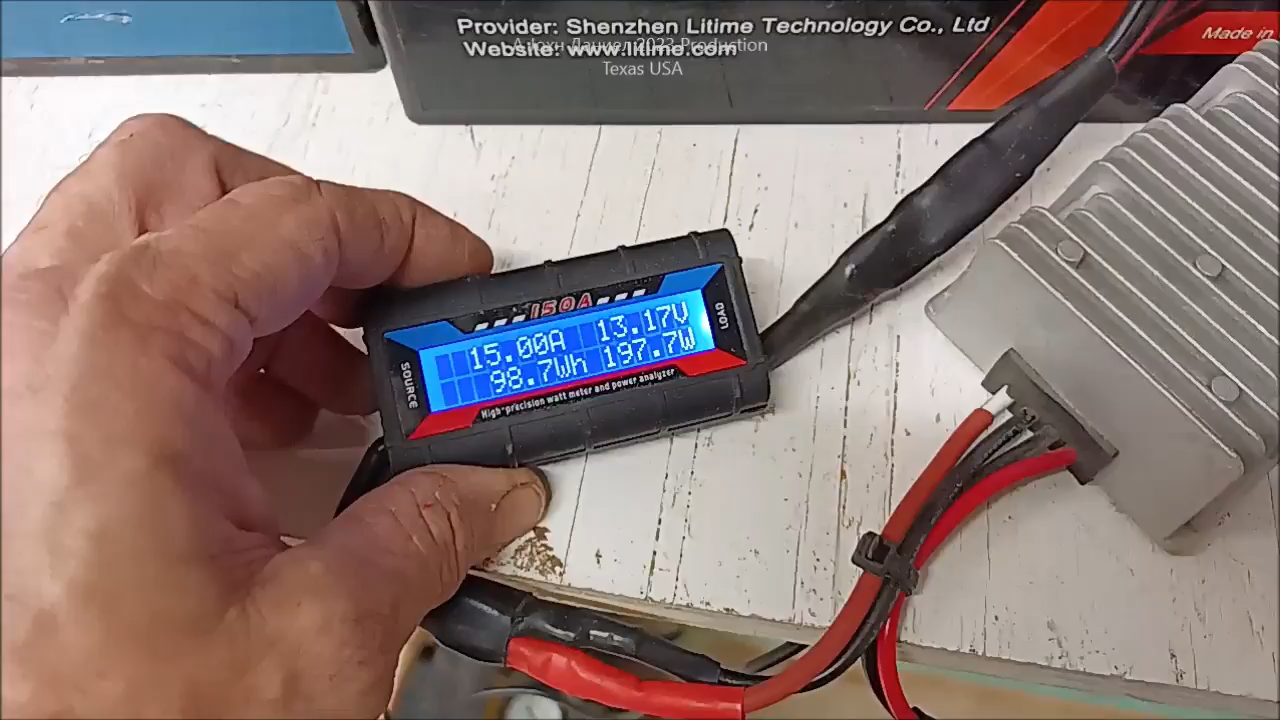 Provider: Shenzhen Litime Technology Co., Ltd
Website: www.litime.com
Production
Texas USA
Made in
150A
15.00A 13.17V
98.7Wh 197.7W
SOURCE
LOAD
High-precision watt meter and power analyzer